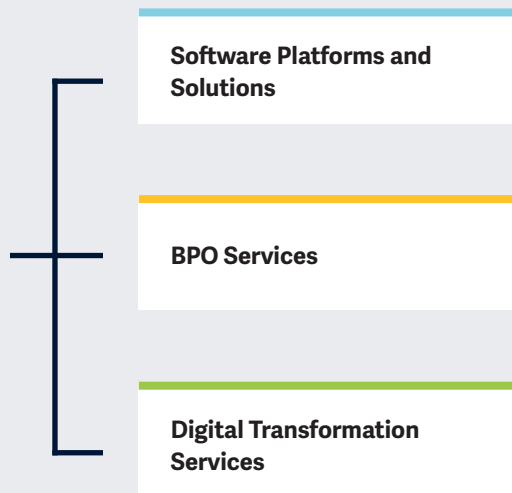 Software Platforms and
Solutions
BPO Services
Digital Transformation
Services